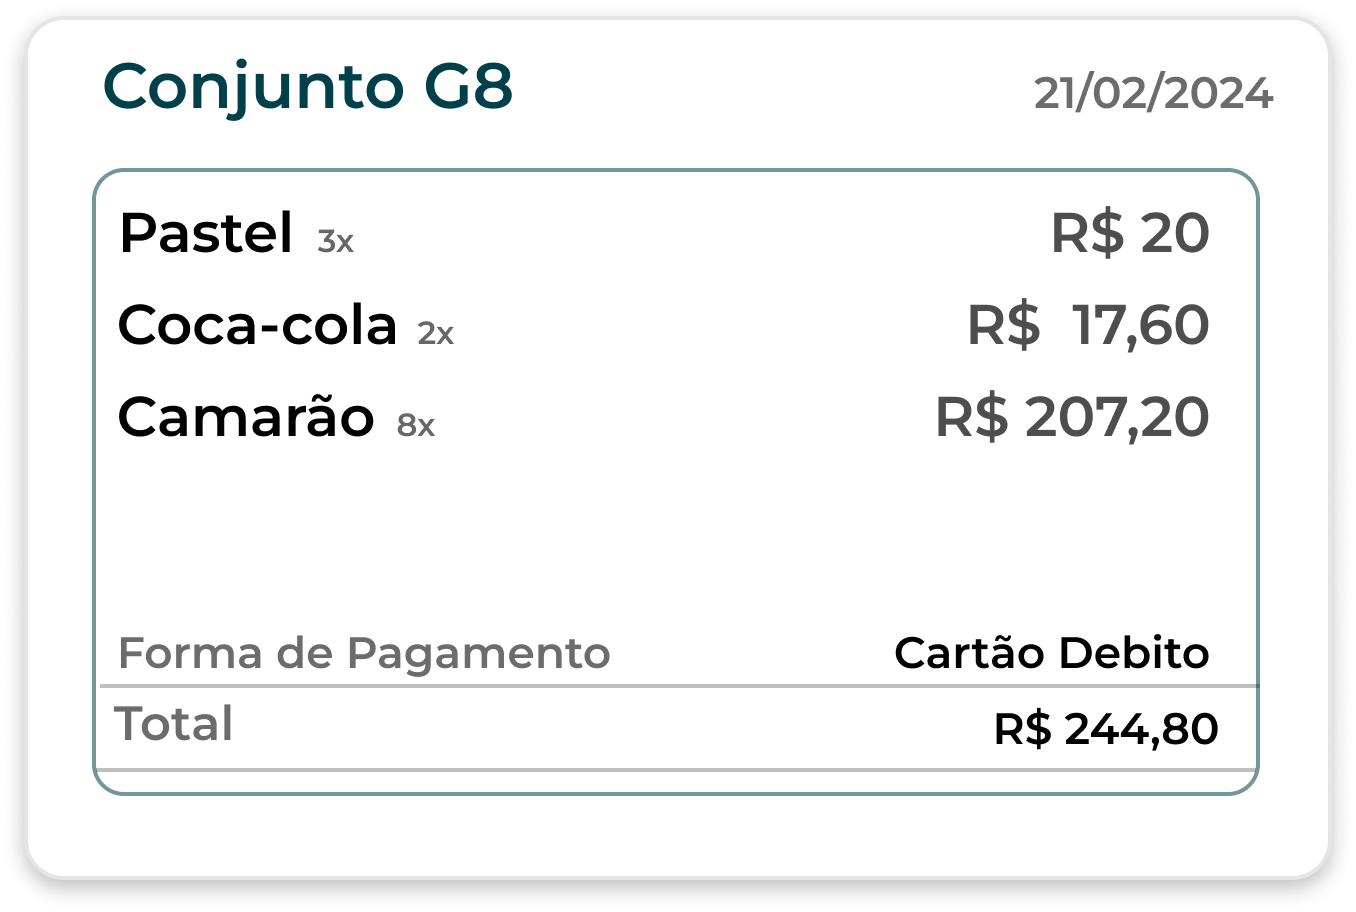 Conjunto G8 21/02/2024
Pastel 3x R$ 20
Coca-cola 2x R$ 17,60
Camarão 8x R$ 207,20
Forma de Pagamento Cartão Debito
Total R$ 244,80